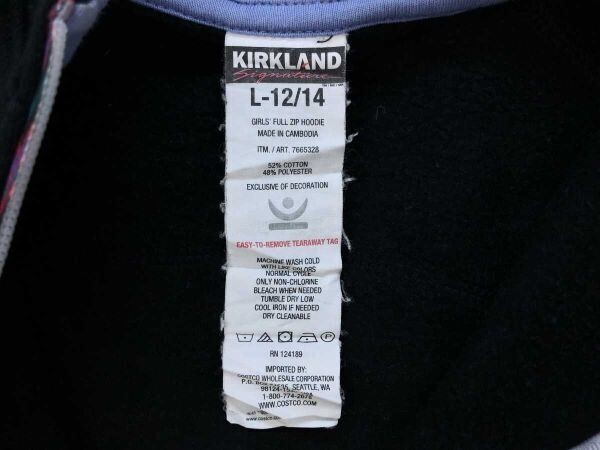 KIRKLAND
Signature
L-12/14
GIRLS' FULL ZIP HOODIE
MADE IN CAMBODIA
ITM. / ART. 7665328
52% COTTON
48% POLYESTER
EXCLUSIVE OF DECORATION
EASY-TO-REMOVE TEARAWAY TAG
MACHINE WASH COLD
WITH LIKE COLORS
NORMAL CYCLE
ONLY NON-CHLORINE
BLEACH WHEN NEEDED
TUMBLE DRY LOW
COOL IRON IF NEEDED
DRY CLEANABLE
RN 124189
IMPORTED BY:
COSTCO WHOLESALE CORPORATION
P.O. BOX SEATTLE, WA
1-800-774-2678
WWW.COSTCO.COM
www.costco